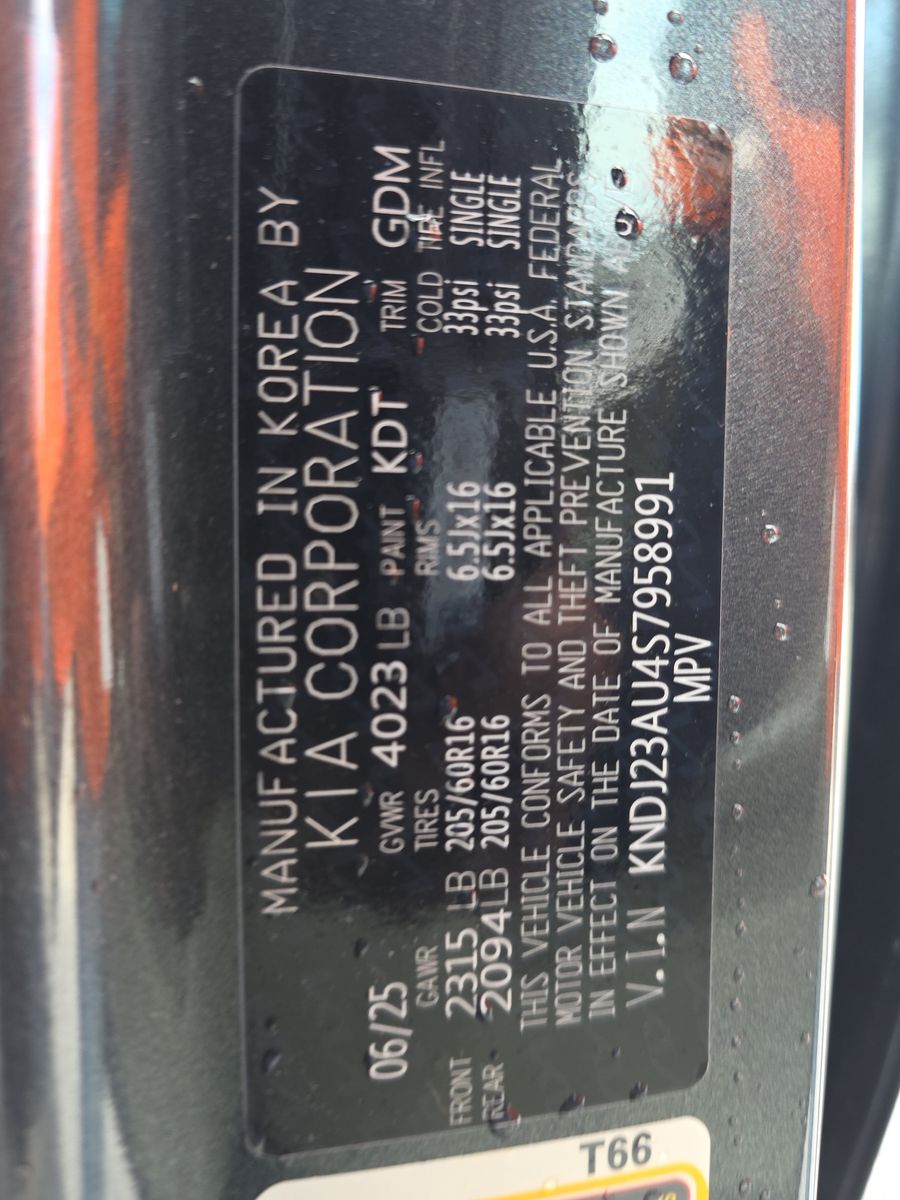 MANUFACTURED IN KOREA BY
KIA CORPORATION
06/25 GVWR 4023 LB PAINT KDT TRIM GDM
GAWR TIRES RIMS COLD TIRE INFL
FRONT 2315 LB 205/60R16 6.5Jx16 33psi SINGLE
REAR 2094 LB 205/60R16 6.5Jx16 33psi SINGLE
THIS VEHICLE CONFORMS TO ALL APPLICABLE U.S.A. FEDERAL
MOTOR VEHICLE SAFETY AND THEFT PREVENTION STANDARDS
IN EFFECT ON THE DATE OF MANUFACTURE SHOWN
V.I.N KNDJ23AU4S7958991
MPV
T66